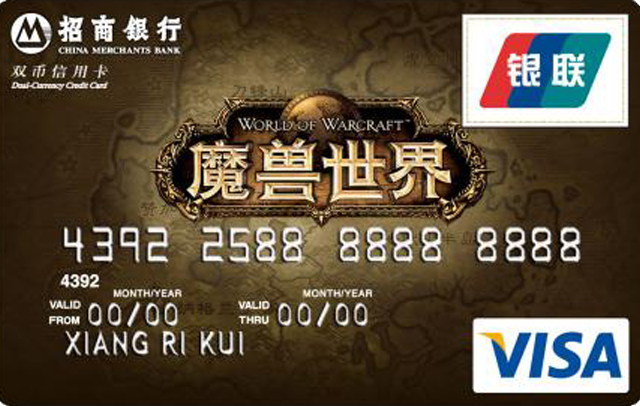 招商银行
CHINA MERCHANTS BANK
双币信用卡
Dual-Currency Credit Card
银联
WORLD OF WARCRAFT
魔兽世界
4392 2588 8888 8888
4392
MONTH/YEAR MONTH/YEAR
VALID FROM 00/00 VALID THRU 00/00
XIANG RI KUI
VISA